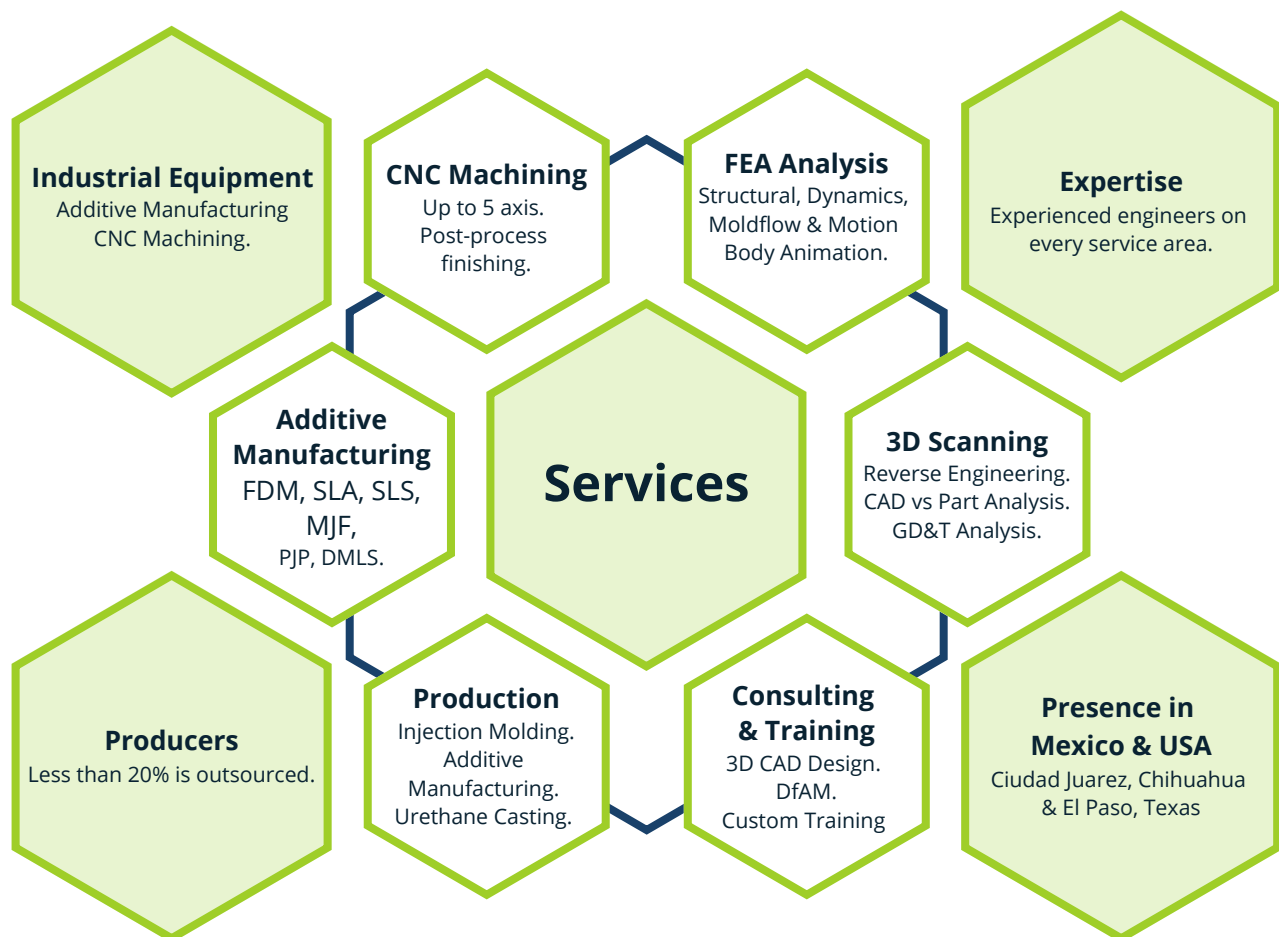 Industrial Equipment
Additive Manufacturing
CNC Machining.
CNC Machining
Up to 5 axis.
Post-process
finishing.
FEA Analysis
Structural, Dynamics,
Moldflow & Motion
Body Animation.
Expertise
Experienced engineers on
every service area.
Additive
Manufacturing
FDM, SLA, SLS,
MJF,
PJP, DMLS.
Services
3D Scanning
Reverse Engineering.
CAD vs Part Analysis.
GD&T Analysis.
Producers
Less than 20% is outsourced.
Production
Injection Molding.
Additive
Manufacturing.
Urethane Casting.
Consulting
& Training
3D CAD Design.
DfAM.
Custom Training
Presence in
Mexico & USA
Ciudad Juarez, Chihuahua
& El Paso, Texas